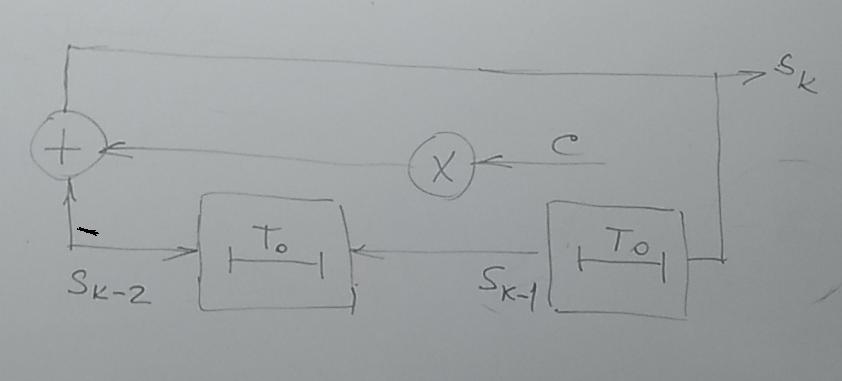 S_K
+
X
C
T_0
T_0
−
S_{K-2}
S_{K-1}